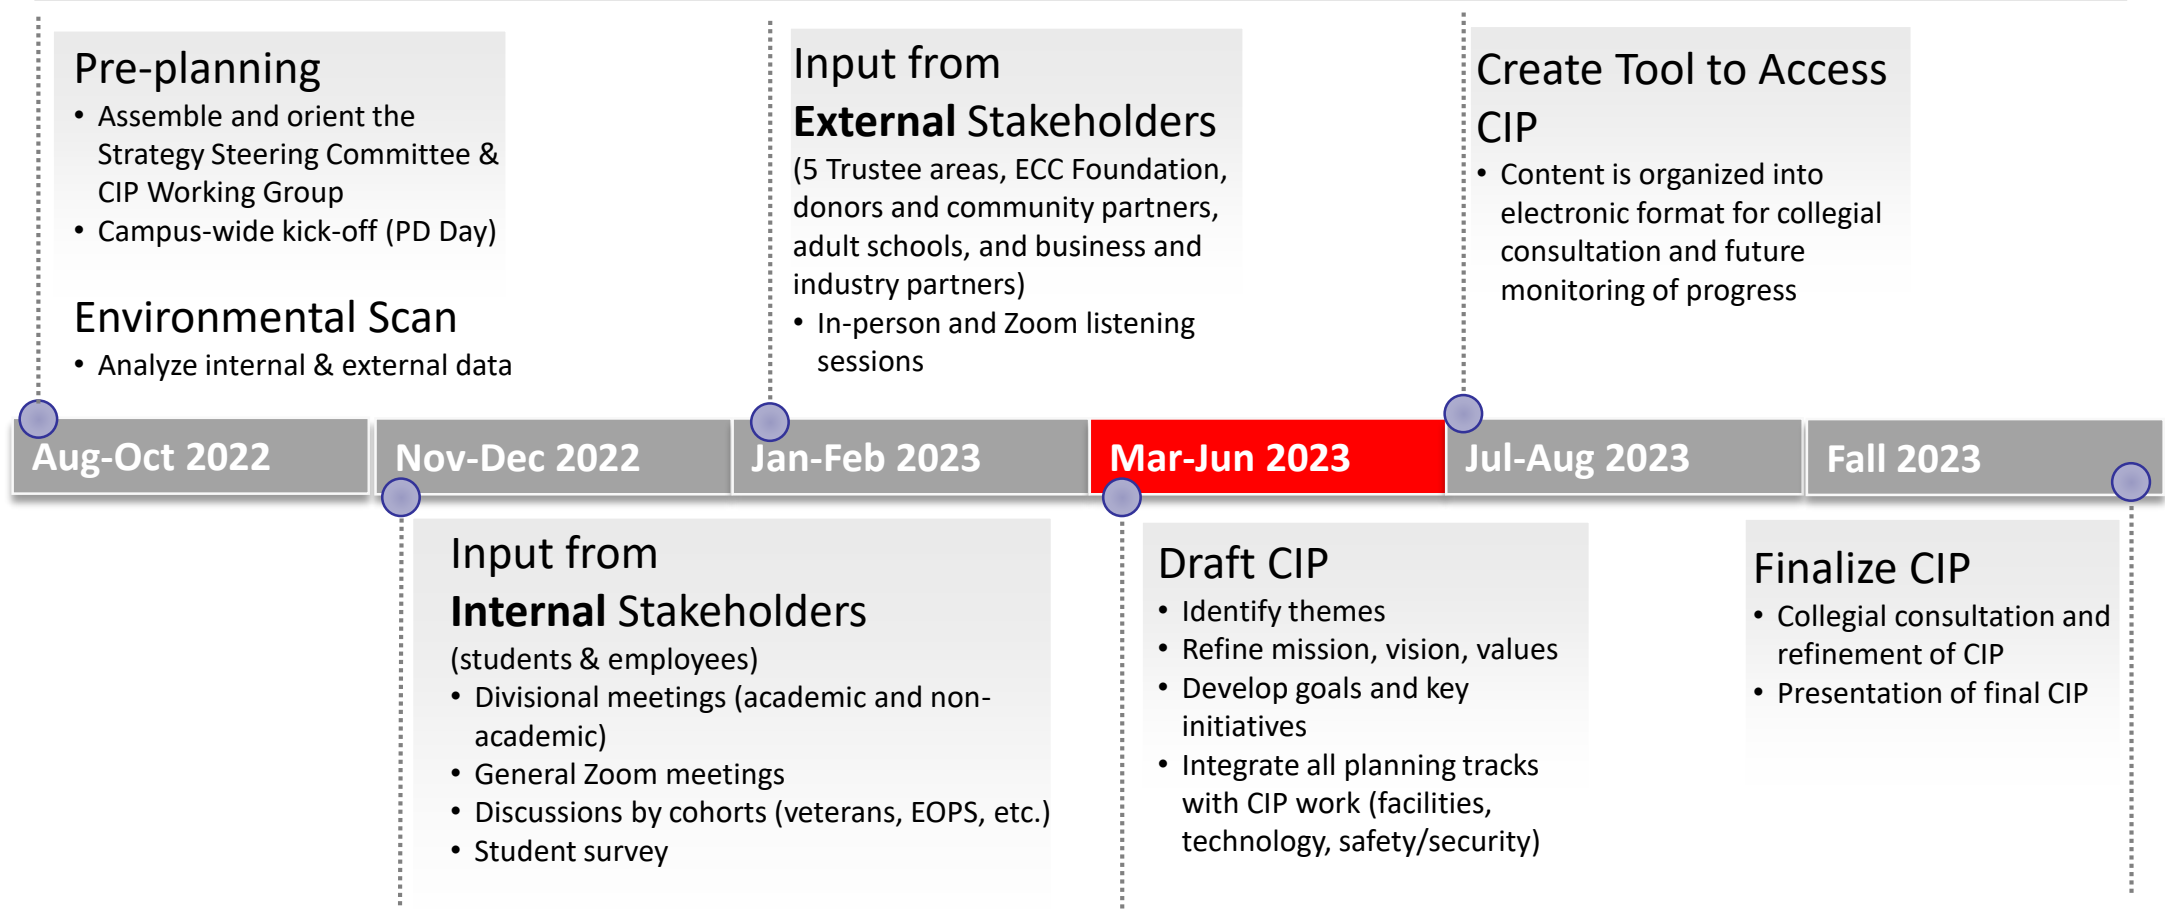 Pre-planning
• Assemble and orient the
Strategy Steering Committee &
CIP Working Group
• Campus-wide kick-off (PD Day)
Environmental Scan
• Analyze internal & external data
Input from
External Stakeholders
(5 Trustee areas, ECC Foundation,
donors and community partners,
adult schools, and business and
industry partners)
• In-person and Zoom listening
sessions
Create Tool to Access
CIP
• Content is organized into
electronic format for collegial
consultation and future
monitoring of progress
Aug-Oct 2022
Nov-Dec 2022
Jan-Feb 2023
Mar-Jun 2023
Jul-Aug 2023
Fall 2023
Input from
Internal Stakeholders
(students & employees)
• Divisional meetings (academic and non-
academic)
• General Zoom meetings
• Discussions by cohorts (veterans, EOPS, etc.)
• Student survey
Draft CIP
• Identify themes
• Refine mission, vision, values
• Develop goals and key
initiatives
• Integrate all planning tracks
with CIP work (facilities,
technology, safety/security)
Finalize CIP
• Collegial consultation and
refinement of CIP
• Presentation of final CIP